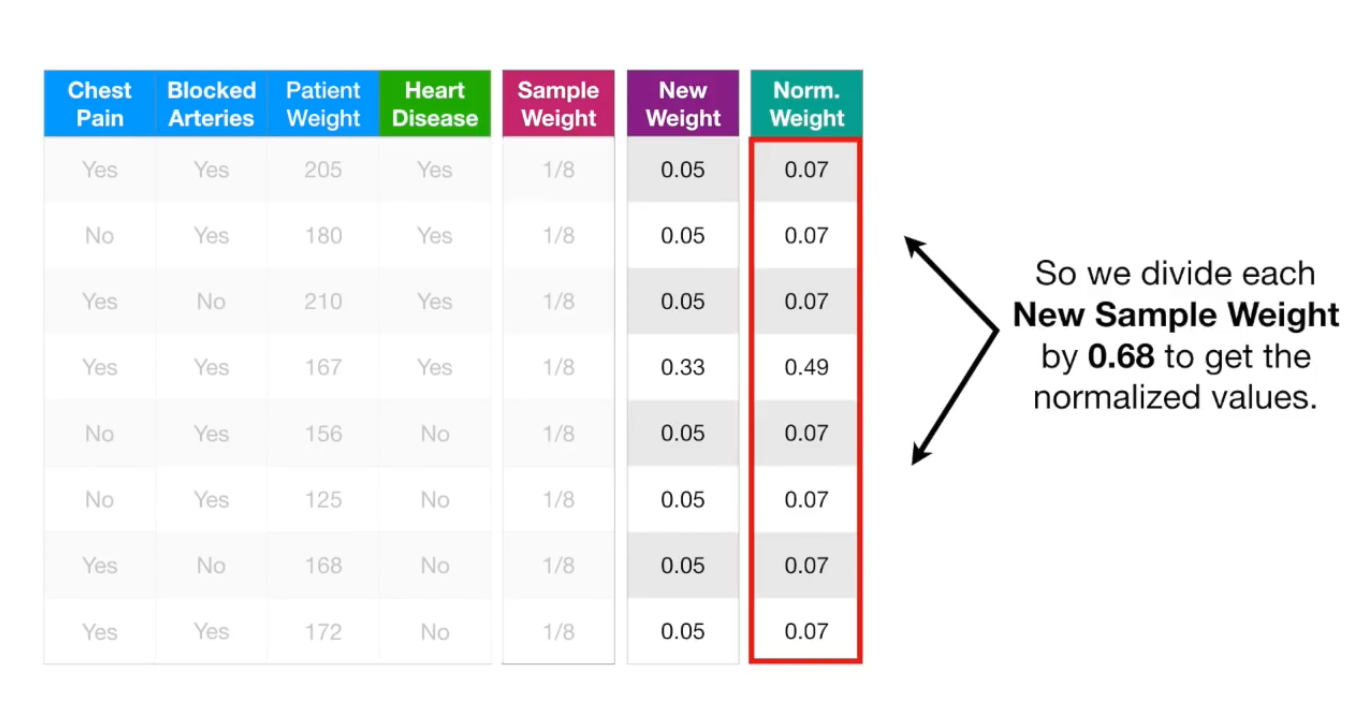 Chest Pain Blocked Arteries Patient Weight Heart Disease Sample Weight New Weight Norm. Weight
Yes Yes 205 Yes 1/8 0.05 0.07
No Yes 180 Yes 1/8 0.05 0.07
Yes No 210 Yes 1/8 0.05 0.07
Yes Yes 167 Yes 1/8 0.33 0.49
No Yes 156 No 1/8 0.05 0.07
No Yes 125 No 1/8 0.05 0.07
Yes No 168 No 1/8 0.05 0.07
Yes Yes 172 No 1/8 0.05 0.07
So we divide each
New Sample Weight
by 0.68 to get the
normalized values.